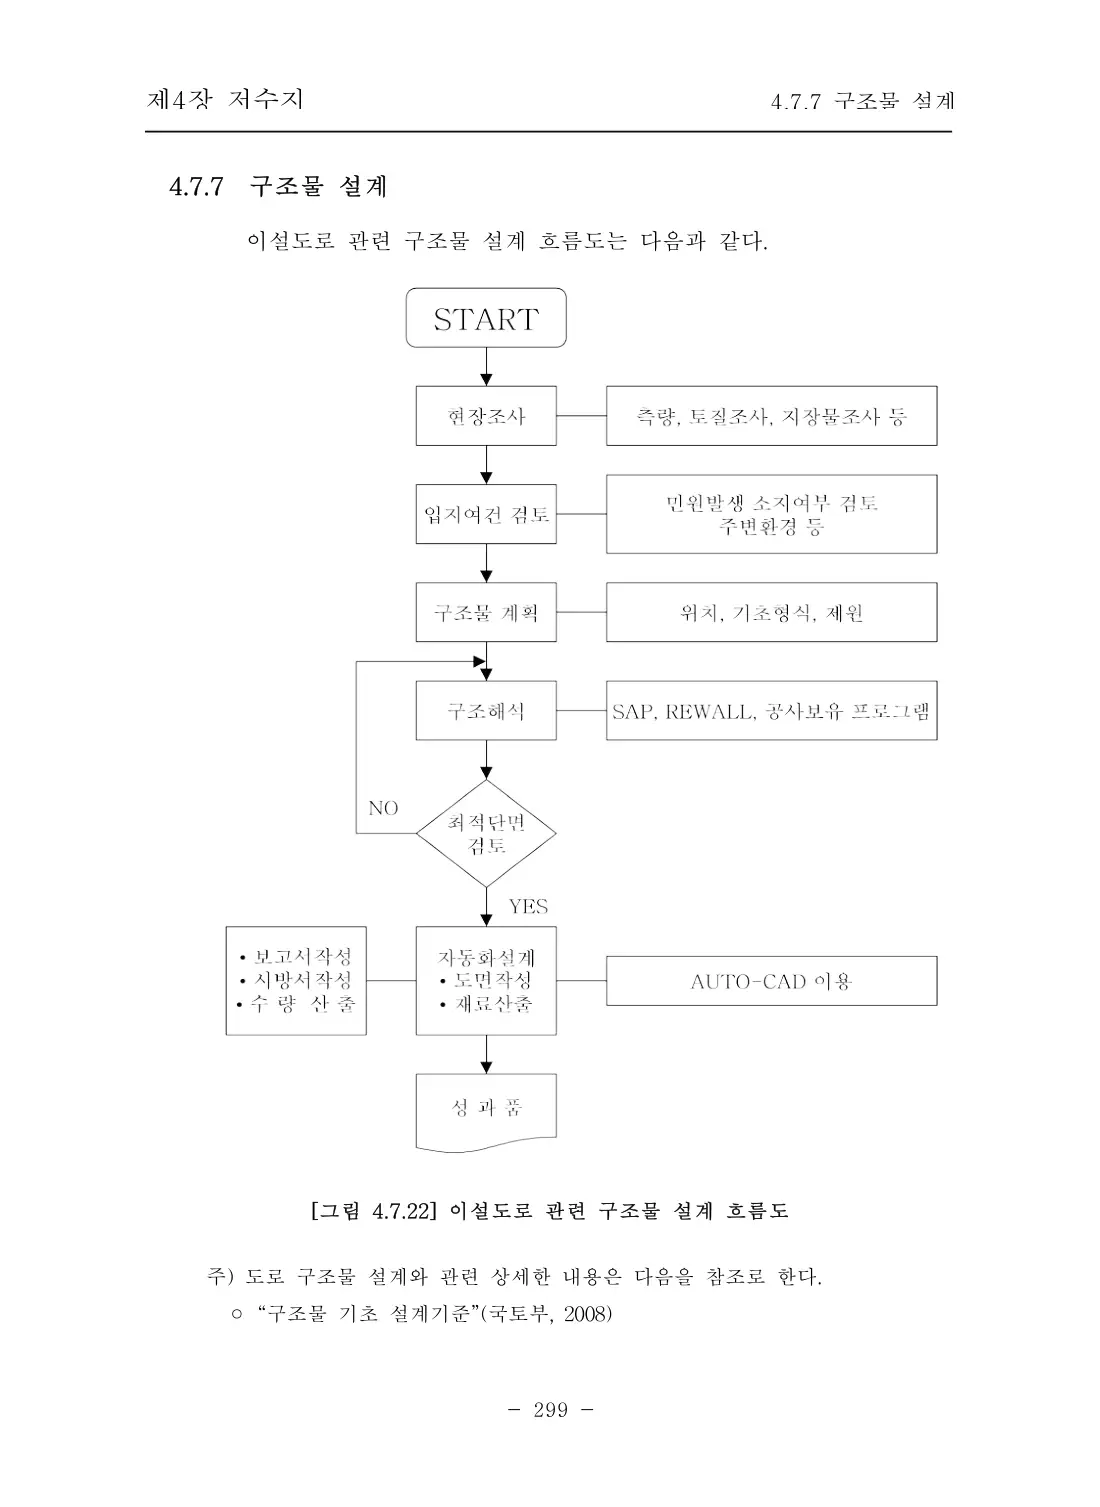 제4장 저수지
4.7.7 구조물 설계
4.7.7 구조물 설계
이설도로 관련 구조물 설계 흐름도는 다음과 같다.
START
현장조사
측량, 토질조사, 지장물조사 등
입지여건 검토
민원발생 소지여부 검토
주변환경 등
구조물 계획
위치, 기초형식, 제원
구조해석
SAP, REWALL, 공사보유 프로그램
NO
최적단면
검토
YES
• 보고서작성
• 시방서작성
• 수 량 산 출
자동화설계
• 도면작성
• 재료산출
AUTO-CAD 이용
성 과 품
[그림 4.7.22] 이설도로 관련 구조물 설계 흐름도
주) 도로 구조물 설계와 관련 상세한 내용은 다음을 참조로 한다.
○ “구조물 기초 설계기준”(국토부, 2008)
- 299 -